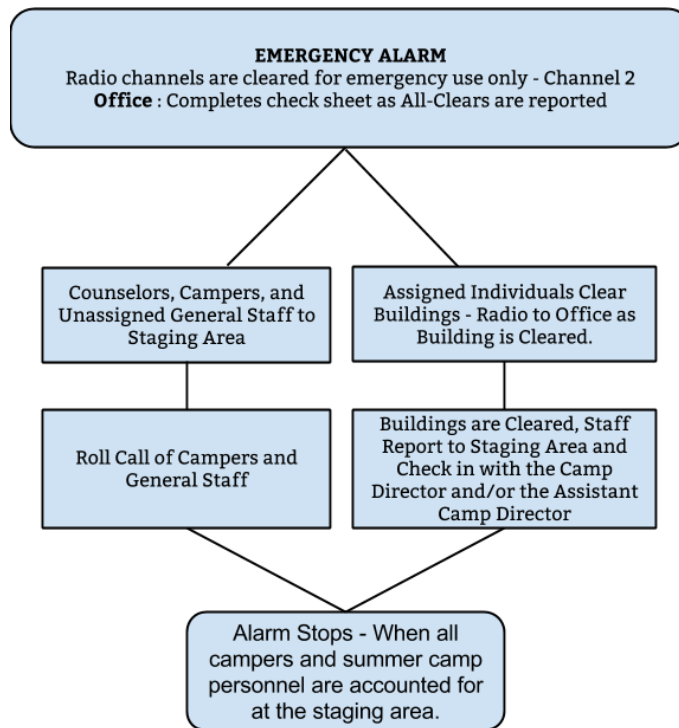 EMERGENCY ALARM
Radio channels are cleared for emergency use only - Channel 2
Office : Completes check sheet as All-Clears are reported
Counselors, Campers, and
Unassigned General Staff to
Staging Area
Assigned Individuals Clear
Buildings - Radio to Office as
Building is Cleared.
Roll Call of Campers and
General Staff
Buildings are Cleared, Staff
Report to Staging Area and
Check in with the Camp
Director and/or the Assistant
Camp Director
Alarm Stops - When all
campers and summer camp
personnel are accounted for
at the staging area.